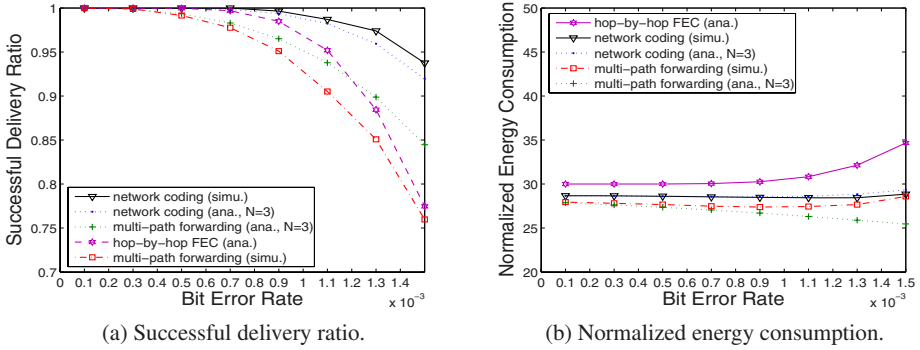 Successful Delivery Ratio
1
0.95
0.9
0.85
0.8
0.75
0.7
network coding (simu.)
network coding (ana., N=3)
multi−path forwarding (ana., N=3)
hop−by−hop FEC (ana.)
multi−path forwarding (simu.)
0 0.1 0.2 0.3 0.4 0.5 0.6 0.7 0.8 0.9 1 1.1 1.2 1.3 1.4
Bit Error Rate
x 10⁻³
(a) Successful delivery ratio.
Normalized Energy Consumption
50
45
40
35
30
25
20
hop−by−hop FEC (ana.)
network coding (simu.)
network coding (ana., N=3)
multi−path forwarding (simu.)
multi−path forwarding (ana., N=3)
0 0.1 0.2 0.3 0.4 0.5 0.6 0.7 0.8 0.9 1 1.1 1.2 1.3 1.4 1.5
Bit Error Rate
x 10⁻³
(b) Normalized energy consumption.